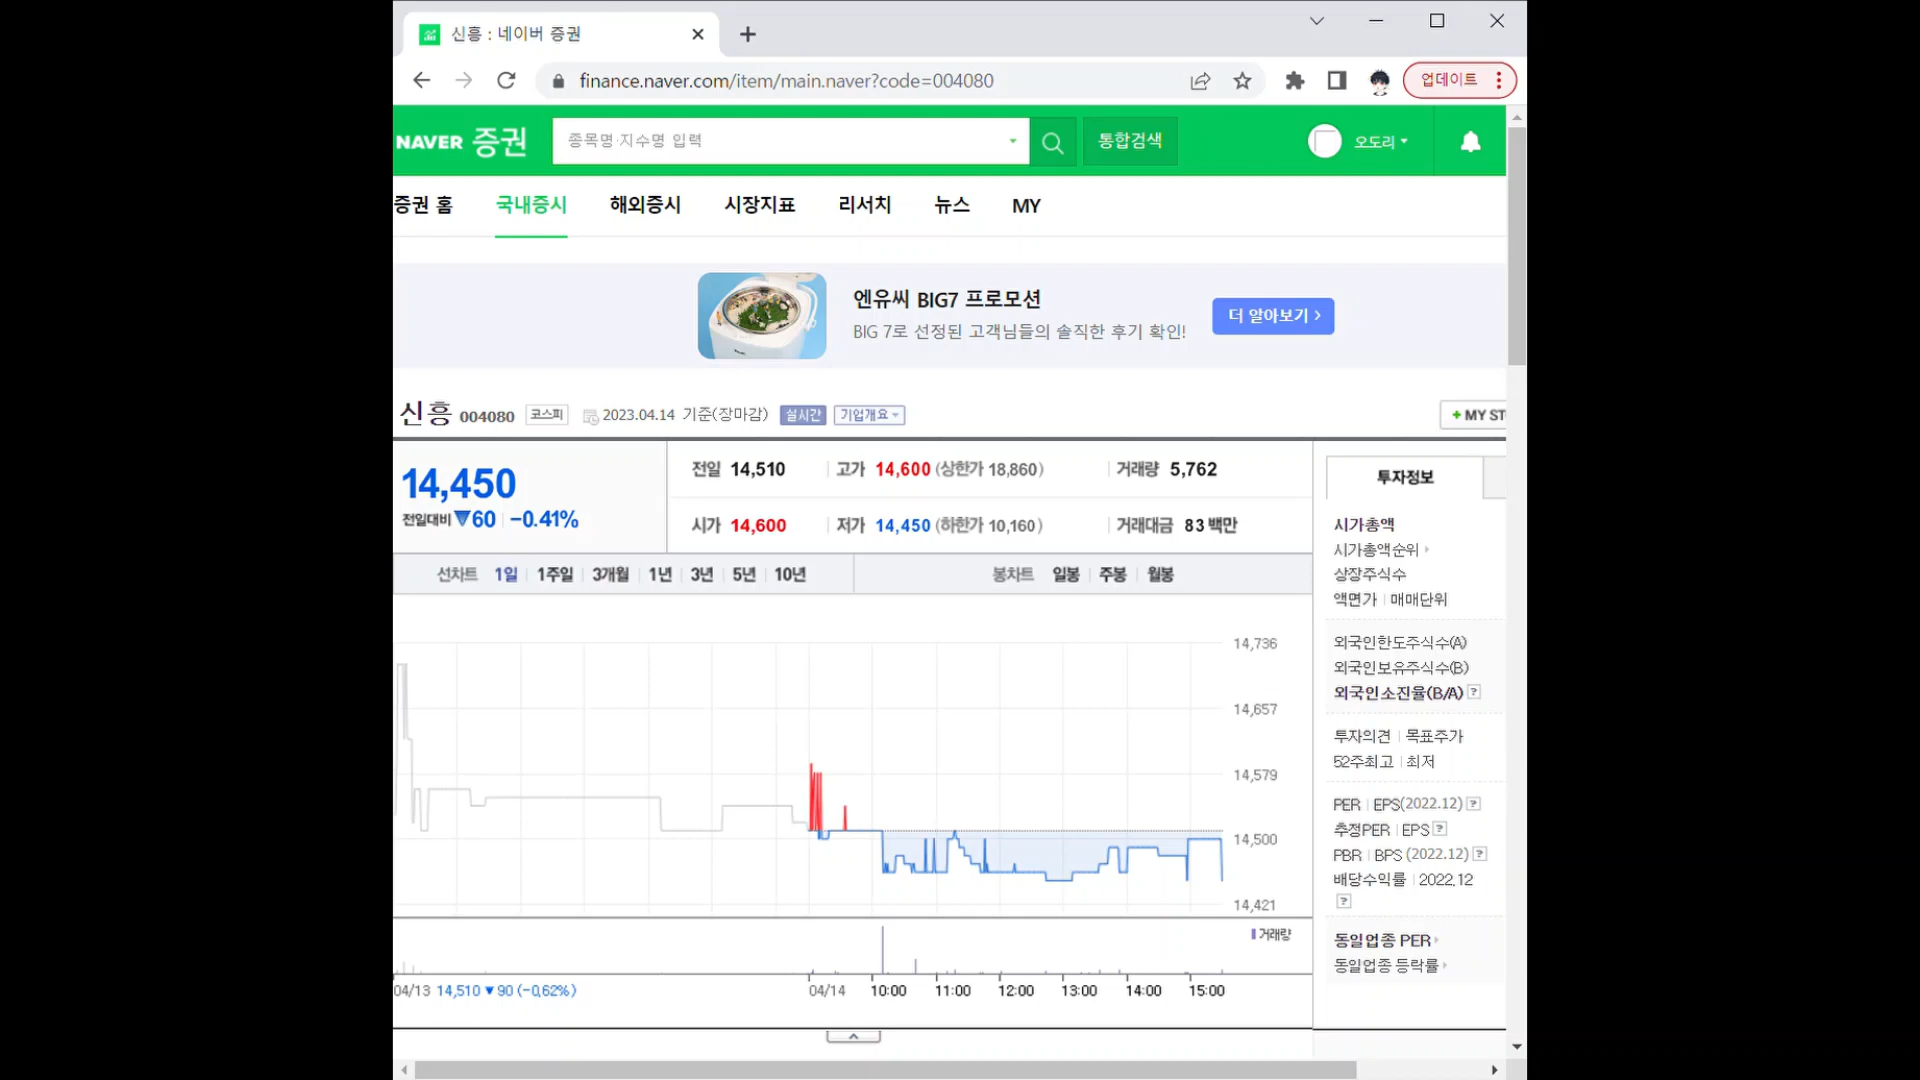 신흥 : 네이버 증권
finance.naver.com/item/main.naver?code=004080
업데이트
NAVER 증권
종목명·지수명 입력
통합검색
오도리
증권 홈 국내증시 해외증시 시장지표 리서치 뉴스 MY
엔유씨 BIG7 프로모션
BIG 7로 선정된 고객님들의 솔직한 후기 확인!
더 알아보기
신흥 004080 코스피 2023.04.14 기준(장마감) 실시간 기업개요
+ MY ST
14,450
전일대비 ▼60 -0.41%
전일 14,510 고가 14,600 (상한가 18,860) 거래량 5,762
시가 14,600 저가 14,450 (하한가 10,160) 거래대금 83 백만
선차트 1일 1주일 3개월 1년 3년 5년 10년 봉차트 일봉 주봉 월봉
14,736
14,657
14,579
14,500
14,421
거래량
04/13 14,510 ▼ 90 (-0.62%) 04/14 10:00 11:00 12:00 13:00 14:00 15:00
투자정보
시가총액
시가총액순위
상장주식수
액면가 매매단위
외국인한도주식수(A)
외국인보유주식수(B)
외국인소진율(B/A) ?
투자의견 목표주가
52주최고 최저
PER EPS(2022.12) ?
추정PER EPS ?
PBR BPS (2022.12) ?
배당수익률 2022.12
?
동일업종 PER
동일업종 등락률